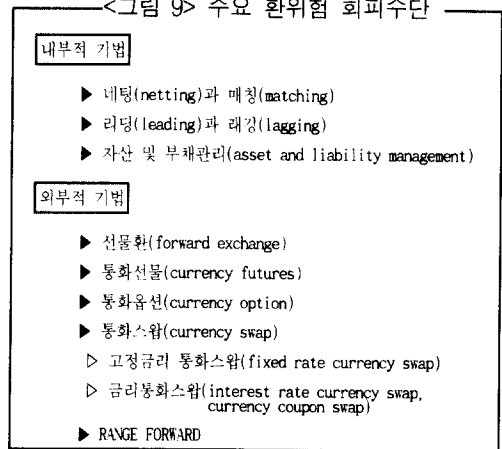 <그림 9> 주요 환위험 회피수단
내부적 기법
▶ 네팅(netting)과 매칭(matching)
▶ 리딩(leading)과 래깅(lagging)
▶ 자산 및 부채관리(asset and liability management)
외부적 기법
▶ 선물환(forward exchange)
▶ 통화선물(currency futures)
▶ 통화옵션(currency option)
▶ 통화스왑(currency swap)
▷ 고정금리 통화스왑(fixed rate currency swap)
▷ 금리통화스왑(interest rate currency swap,
currency coupon swap)
▶ RANGE FORWARD